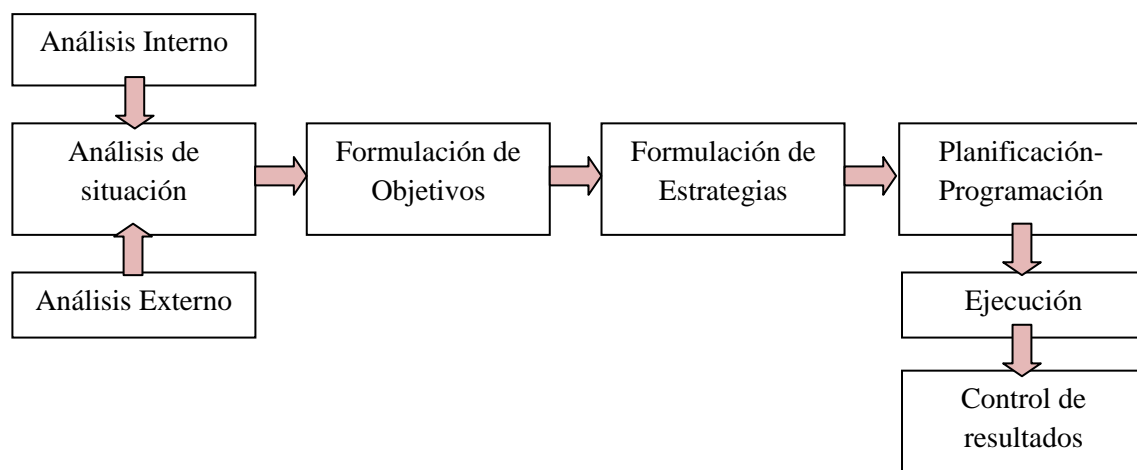 Análisis Interno
Análisis de
situación
Análisis Externo
Formulación de
Objetivos
Formulación de
Estrategias
Planificación-
Programación
Ejecución
Control de
resultados